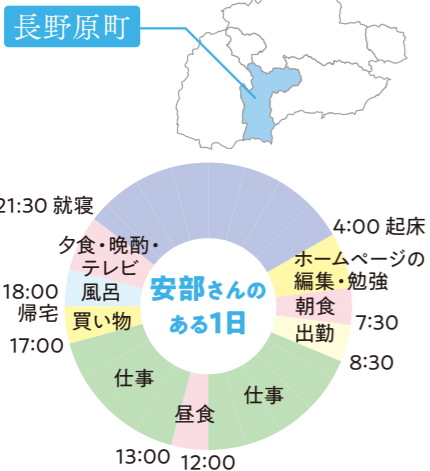 長野原町
安部さんの
ある1日
4:00 起床
ホームページの
編集・勉強
朝食
7:30
出勤
8:30
仕事
12:00
昼食
13:00
仕事
17:00
買い物
18:00
帰宅
風呂
夕食・晩酌・
テレビ
21:30 就寝